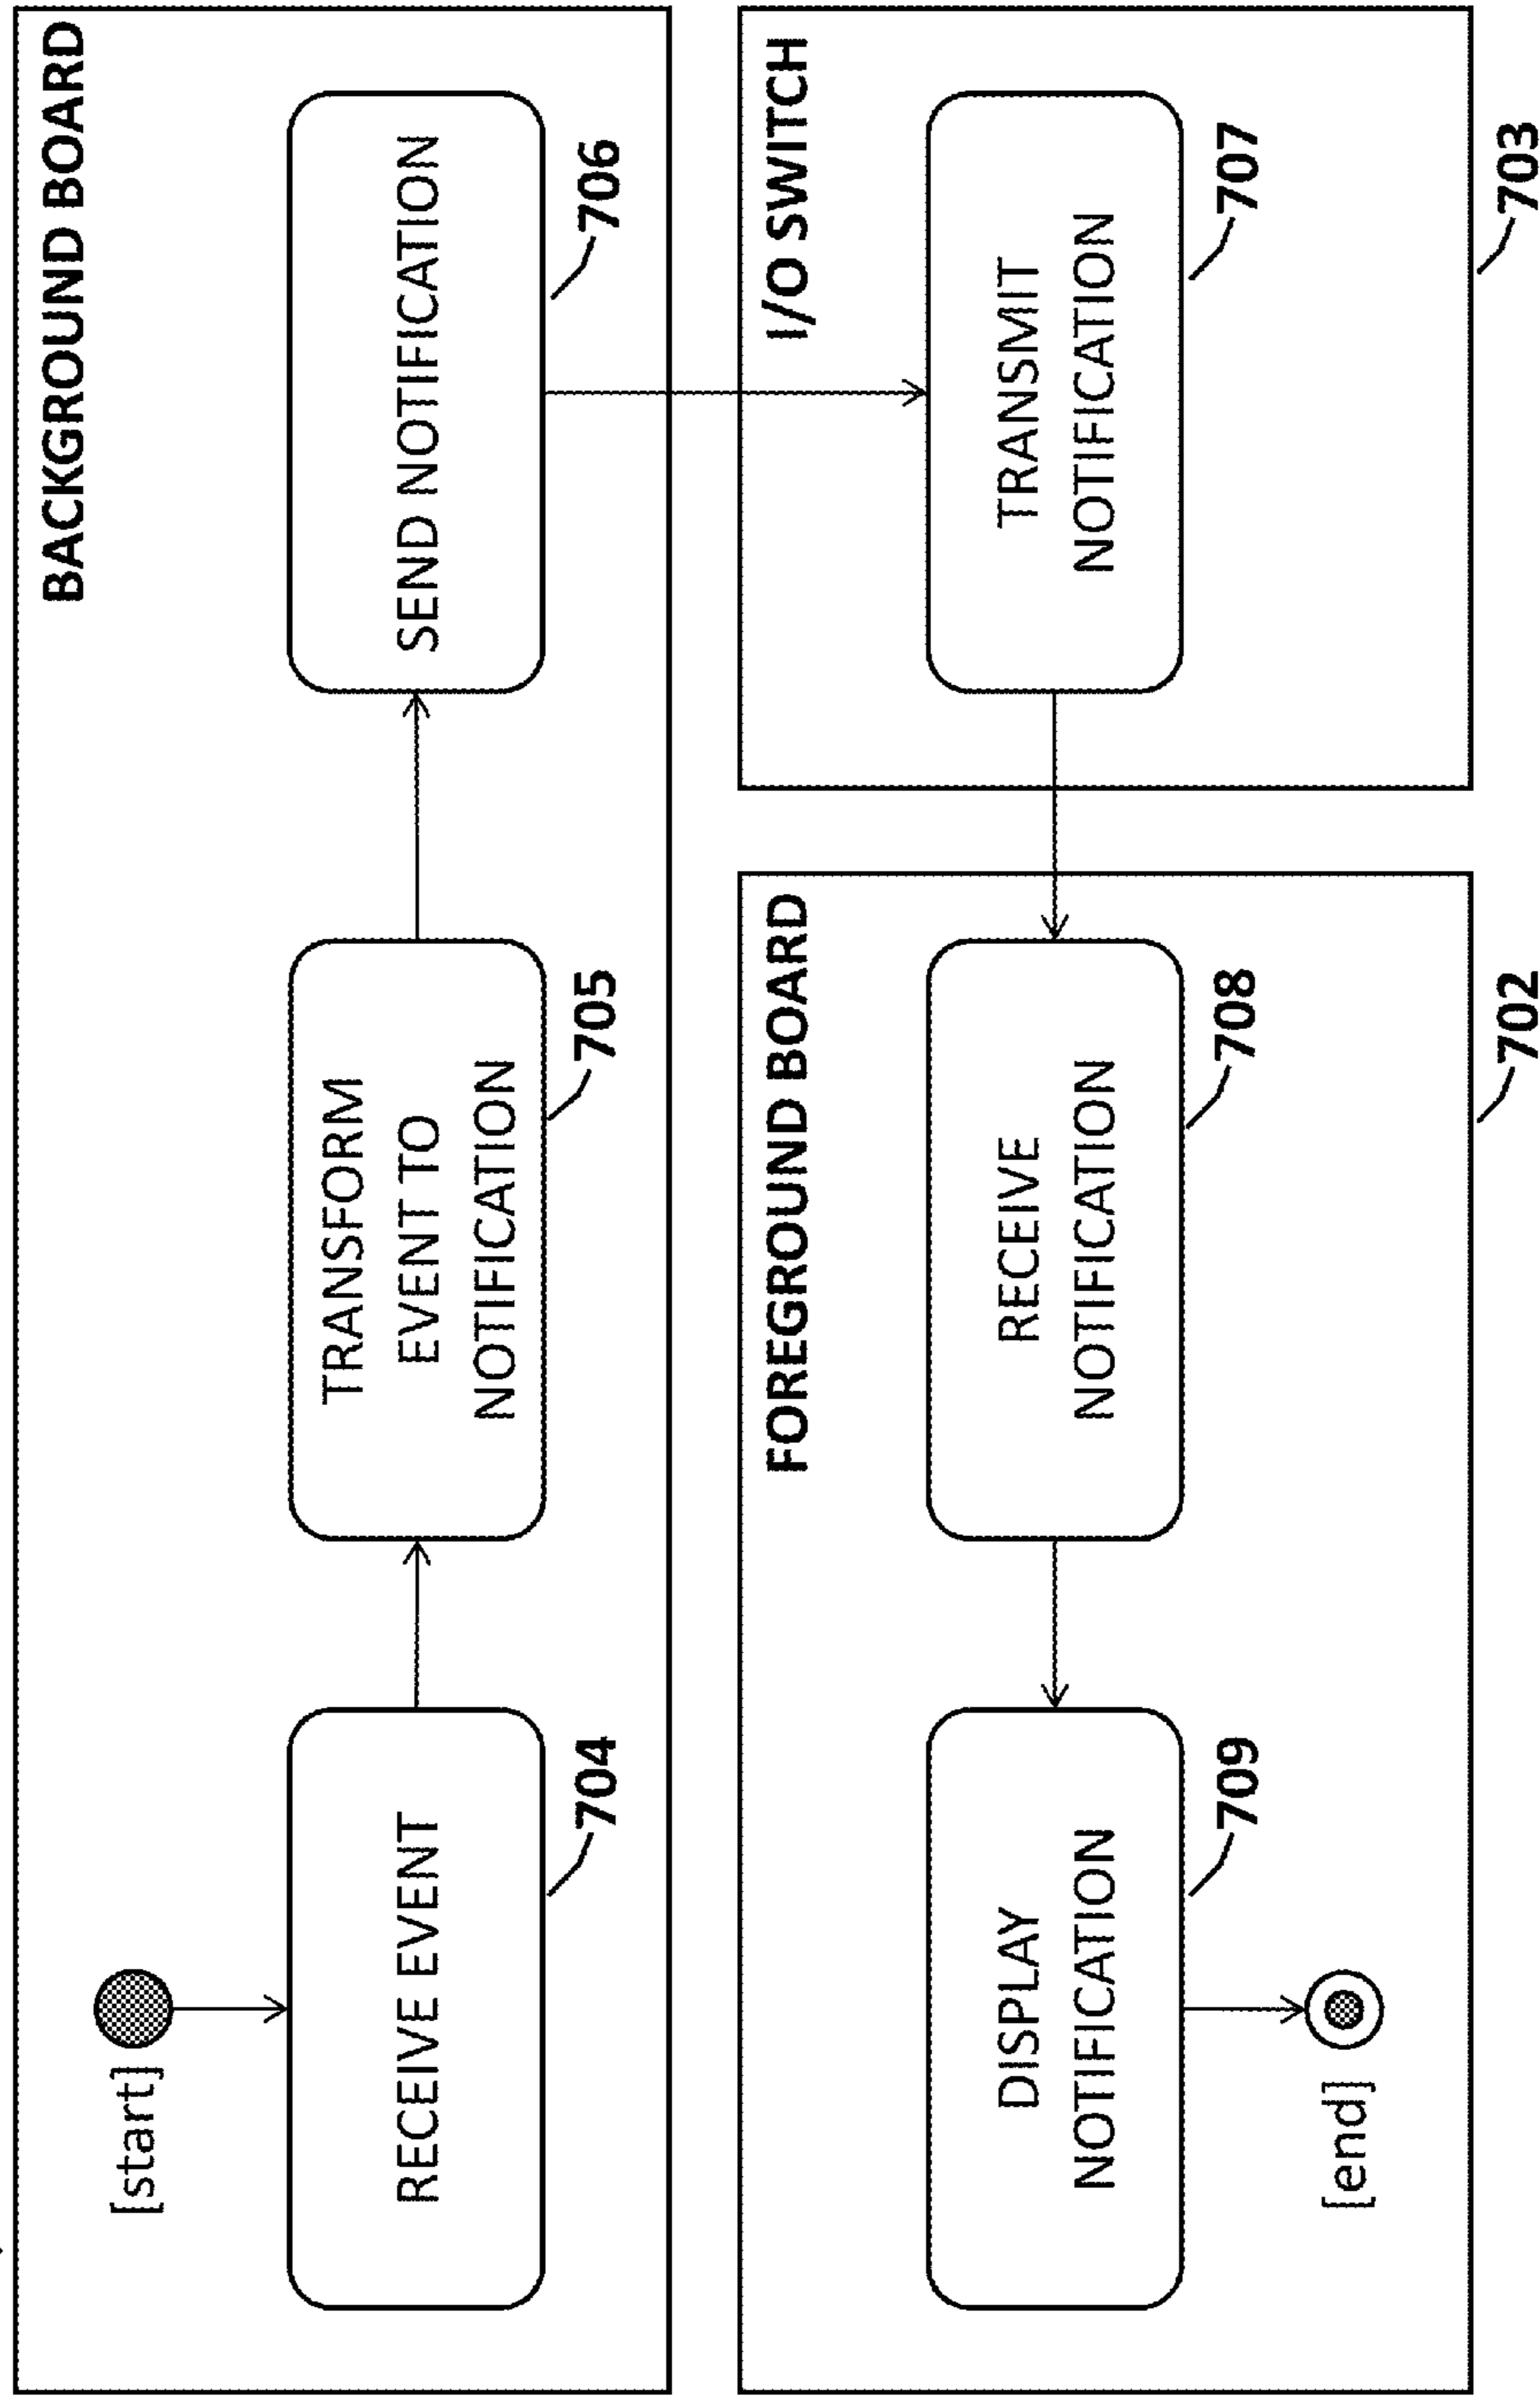 BACKGROUND BOARD
[start]
RECEIVE EVENT
704
TRANSFORM
EVENT TO
NOTIFICATION
705
SEND NOTIFICATION
706
I/O SWITCH
TRANSMIT
NOTIFICATION
707
703
FOREGROUND BOARD
RECEIVE
NOTIFICATION
708
DISPLAY
NOTIFICATION
709
[end]
702